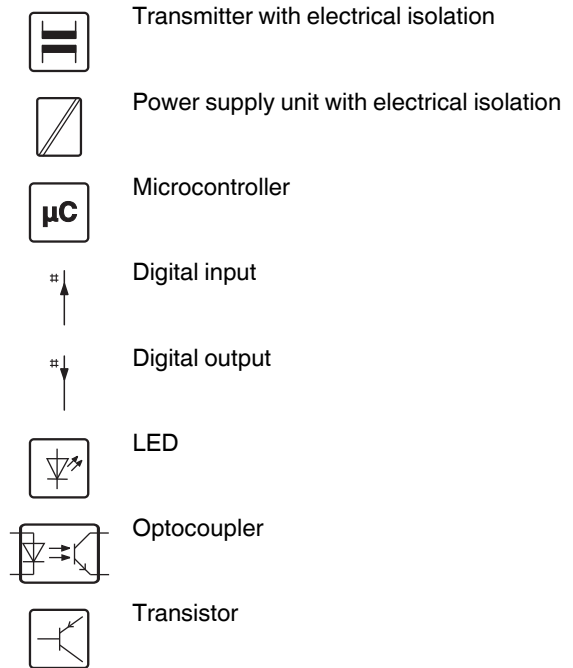 Transmitter with electrical isolation
Power supply unit with electrical isolation
µC
Microcontroller
#
Digital input
#
Digital output
LED
Optocoupler
Transistor